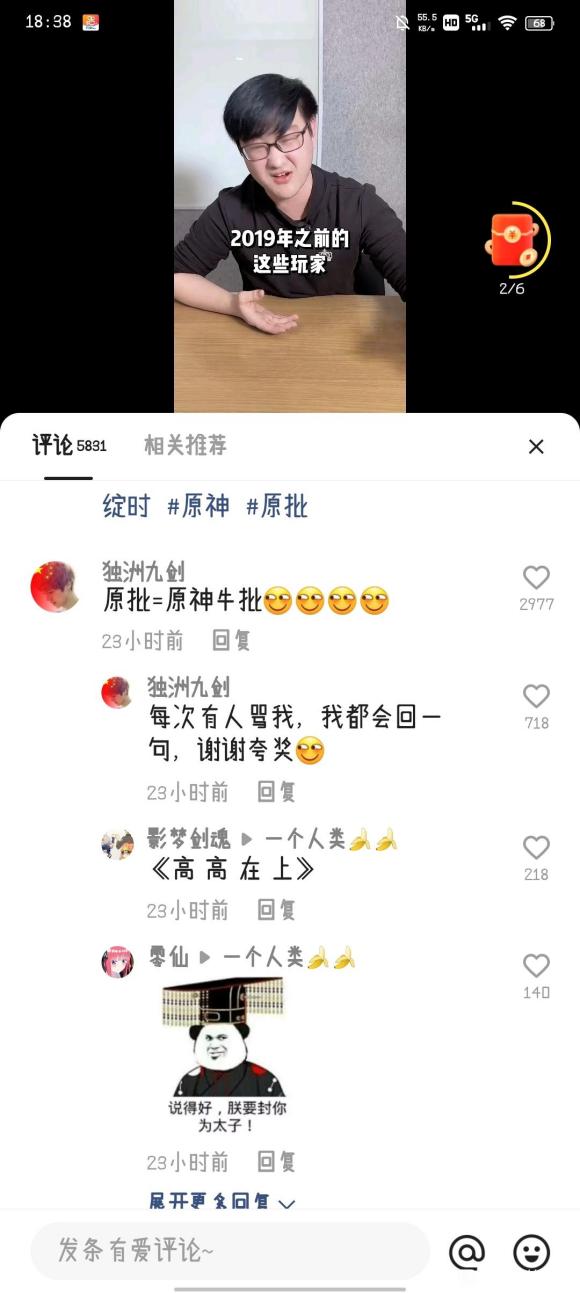 18:38
55.5
KB/s
HD
5G
68
2019年之前的
这些玩家
2/6
评论 5831
相关推荐
绽时 #原神 #原批
独洲九剑
原批=原神牛批
2977
23小时前 回复
独洲九剑
每次有人骂我，我都会回一
句，谢谢夸奖
718
23小时前 回复
影梦剑魂 一个人类🍌🍌
《高 高 在 上》
218
23小时前 回复
零仙 一个人类🍌🍌
140
说得好，朕要封你
为太子！
23小时前 回复
展开更多回复
发条有爱评论~